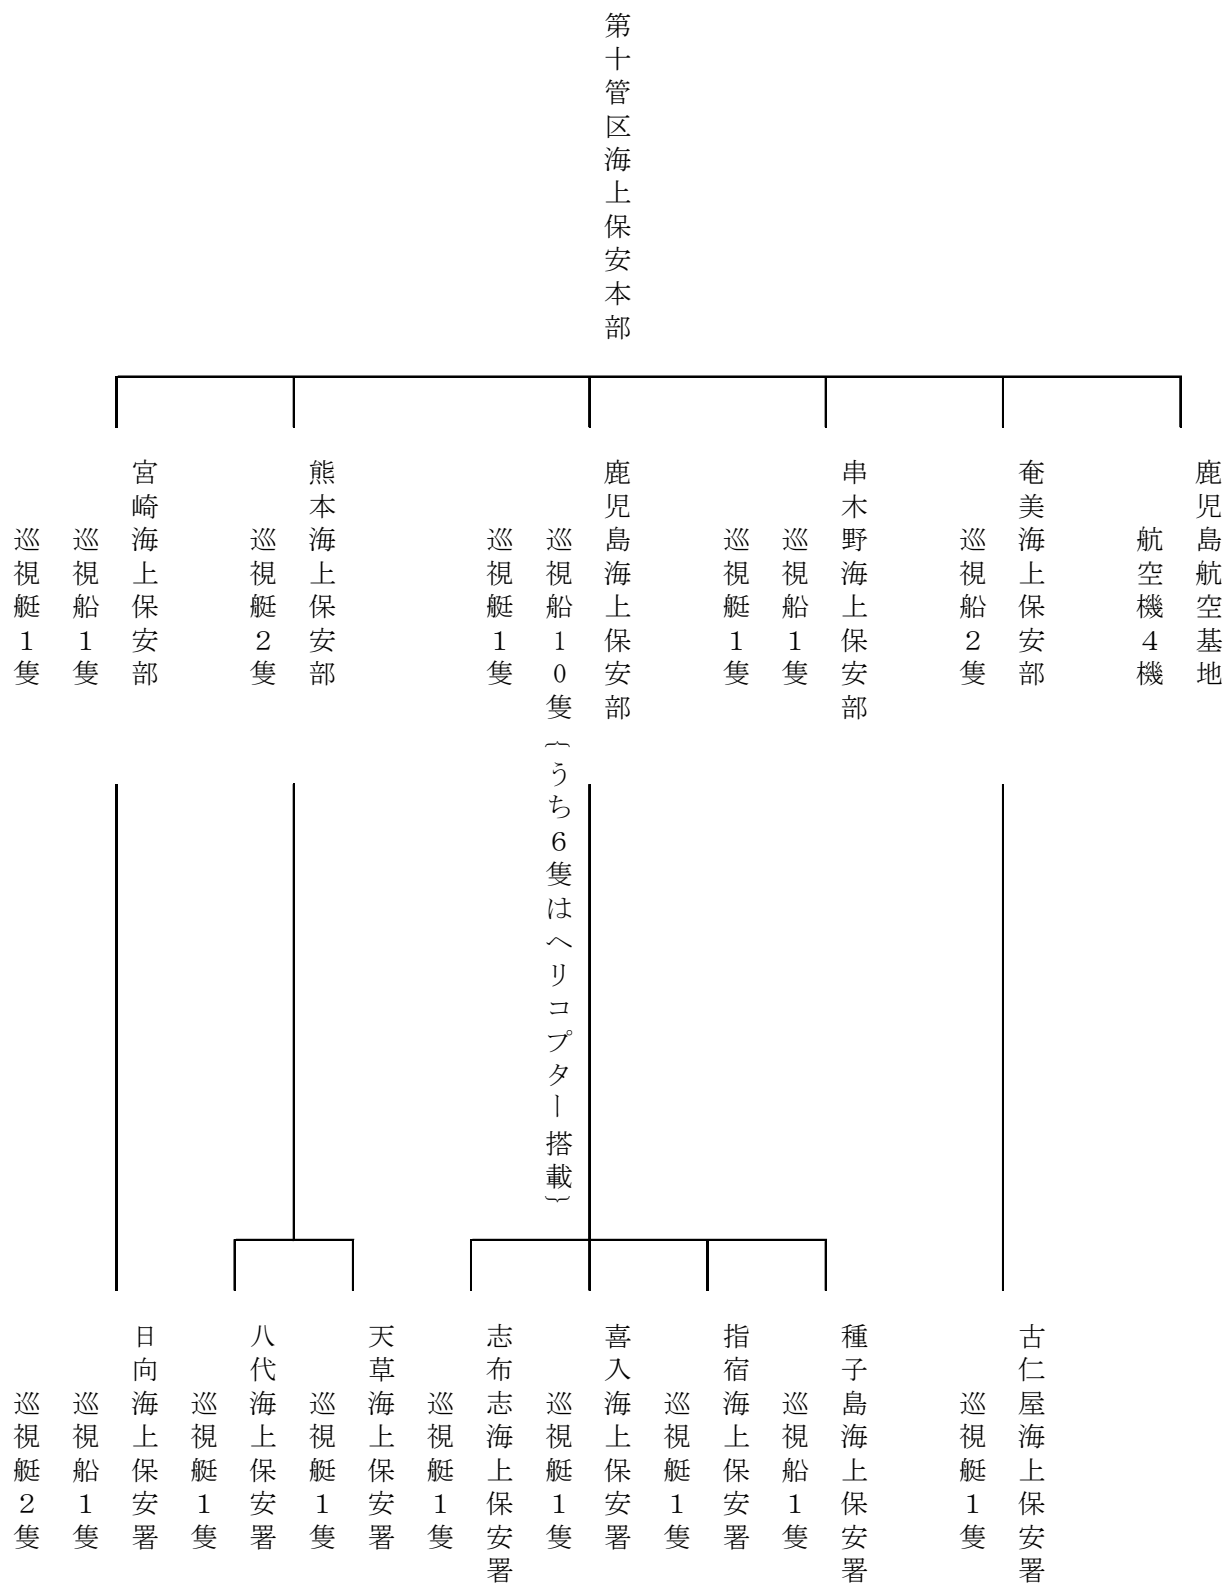 第十管区海上保安本部
鹿児島航空基地
航空機4機
奄美海上保安部
巡視船2隻
串木野海上保安部
巡視船1隻
巡視艇1隻
鹿児島海上保安部
巡視船10隻{うち6隻はヘリコプター搭載}
巡視艇1隻
熊本海上保安部
巡視艇2隻
宮崎海上保安部
巡視船1隻
巡視艇1隻
古仁屋海上保安署
巡視艇1隻
種子島海上保安署
巡視船1隻
指宿海上保安署
巡視艇1隻
喜入海上保安署
巡視艇1隻
志布志海上保安署
巡視艇1隻
天草海上保安署
巡視艇1隻
八代海上保安署
巡視艇1隻
日向海上保安署
巡視船1隻
巡視艇2隻